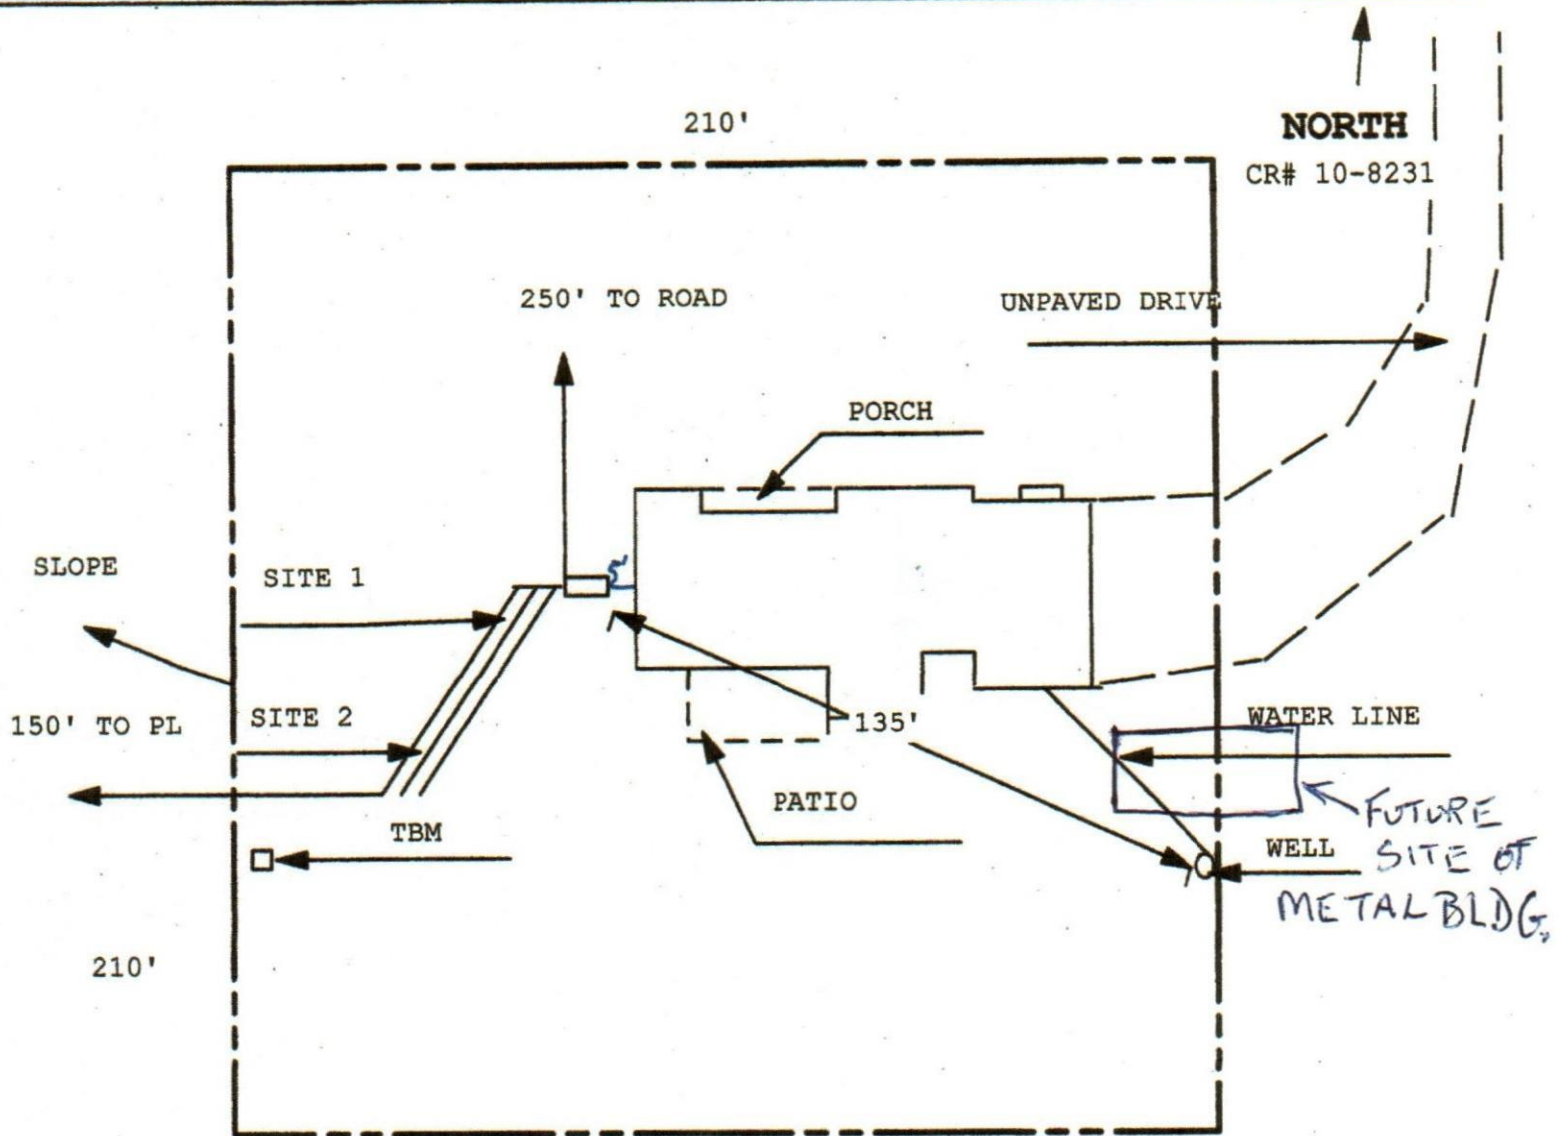 210'
NORTH
CR# 10-8231
250' TO ROAD
UNPAVED DRIVE
PORCH
5'
SLOPE
SITE 1
150' TO PL
SITE 2
135'
WATER LINE
PATIO
TBM
FUTURE
WELL
SITE OF
METAL BLDG.
210'